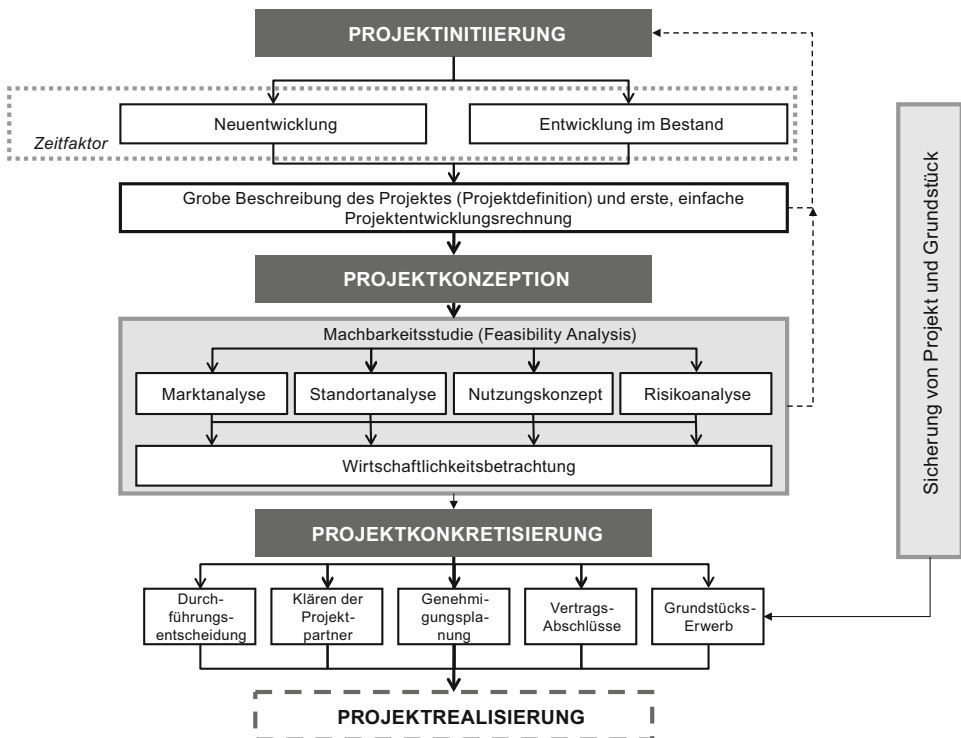 PROJEKTINITIIERUNG
Neuentwicklung
Entwicklung im Bestand
Zeitfaktor
Grobe Beschreibung des Projektes (Projektdefinition) und erste, einfache
Projektentwicklungsrechnung
PROJEKTKONZEPTION
Machbarkeitsstudie (Feasibility Analysis)
Marktanalyse
Standortanalyse
Nutzungskonzept
Risikoanalyse
Wirtschaftlichkeitsbetrachtung
Sicherung von Projekt und Grundstück
PROJEKTKONKRETISIERUNG
Durch-
führungs-
entscheidung
Klären der
Projekt-
partner
Genehmi-
gungspla-
nung
Vertrags-
Abschlüsse
Grundstücks-
Erwerb
PROJEKTREALISIERUNG